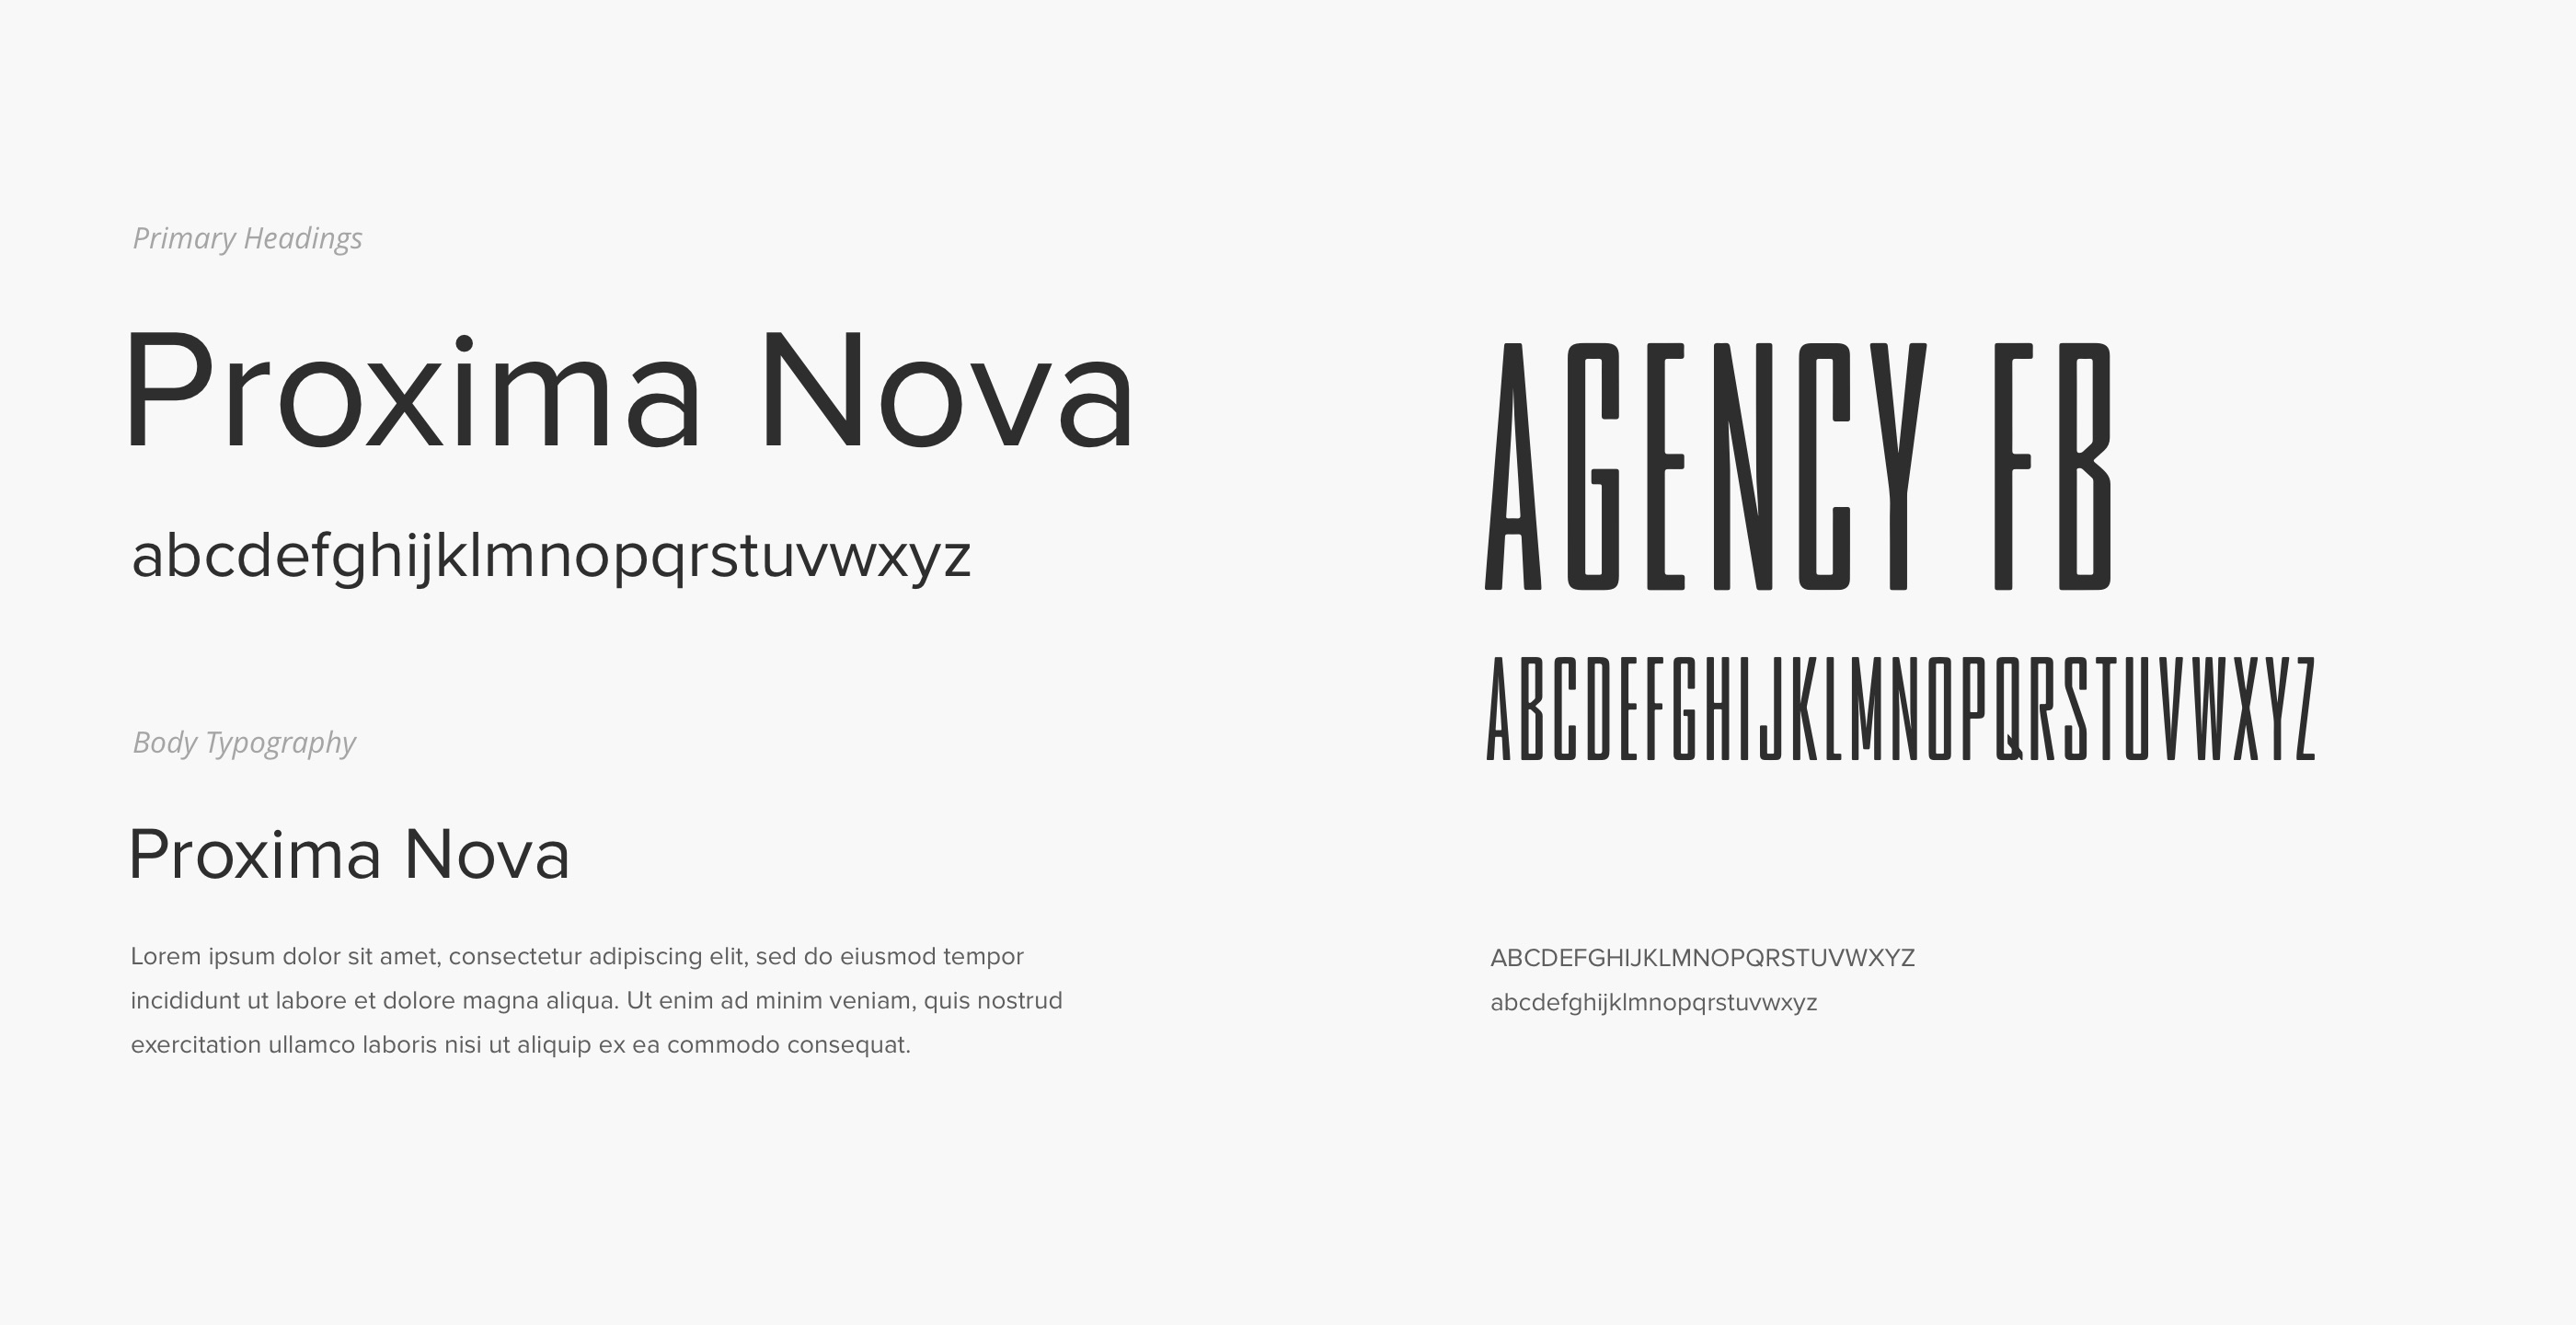 Primary Headings
Proxima Nova
abcdefghijklmnopqrstuvwxyz
AGENCY FB
ABCDEFGHIJKLMNOPQRSTUVWXYZ
Body Typography
Proxima Nova
Lorem ipsum dolor sit amet, consectetur adipiscing elit, sed do eiusmod tempor
incididunt ut labore et dolore magna aliqua. Ut enim ad minim veniam, quis nostrud
exercitation ullamco laboris nisi ut aliquip ex ea commodo consequat.
ABCDEFGHIJKLMNOPQRSTUVWXYZ
abcdefghijklmnopqrstuvwxyz